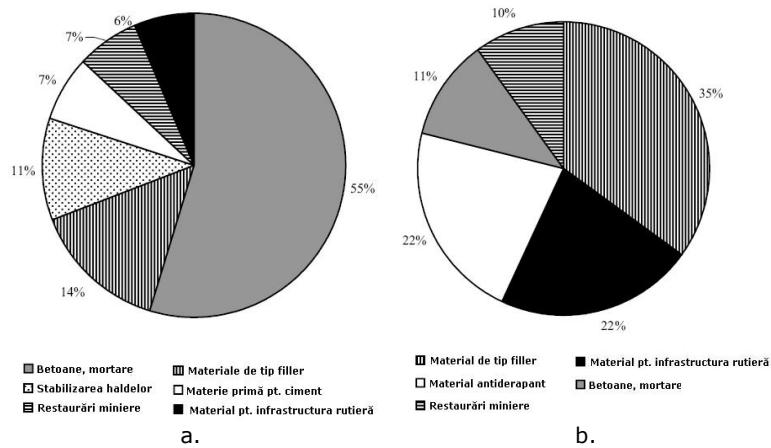 6%
7%
7%
11%
14%
55%
Betoane, mortare
Materiale de tip filler
Stabilizarea haldelor
Materie primă pt. ciment
Restaurări miniere
Material pt. infrastructura rutieră
a.
10%
11%
35%
22%
22%
Material de tip filler
Material pt. infrastructura rutieră
Material antiderapant
Betoane, mortare
Restaurări miniere
b.